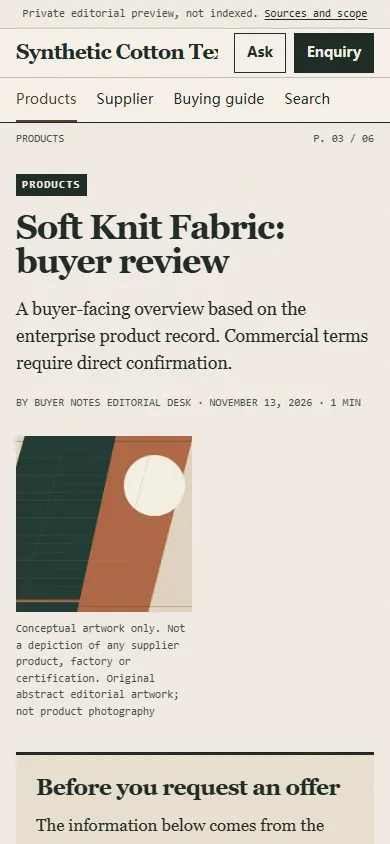 Private editorial preview, not indexed. Sources and scope
Synthetic Cotton Te
Ask
Enquiry
Products
Supplier
Buying guide
Search
PRODUCTS
P. 03 / 06
PRODUCTS
Soft Knit Fabric:
buyer review
A buyer-facing overview based on the
enterprise product record. Commercial terms
require direct confirmation.
BY BUYER NOTES EDITORIAL DESK · NOVEMBER 13, 2026 · 1 MIN
Conceptual artwork only. Not
a depiction of any supplier
product, factory or
certification. Original
abstract editorial artwork;
not product photography
Before you request an offer
The information below comes from the